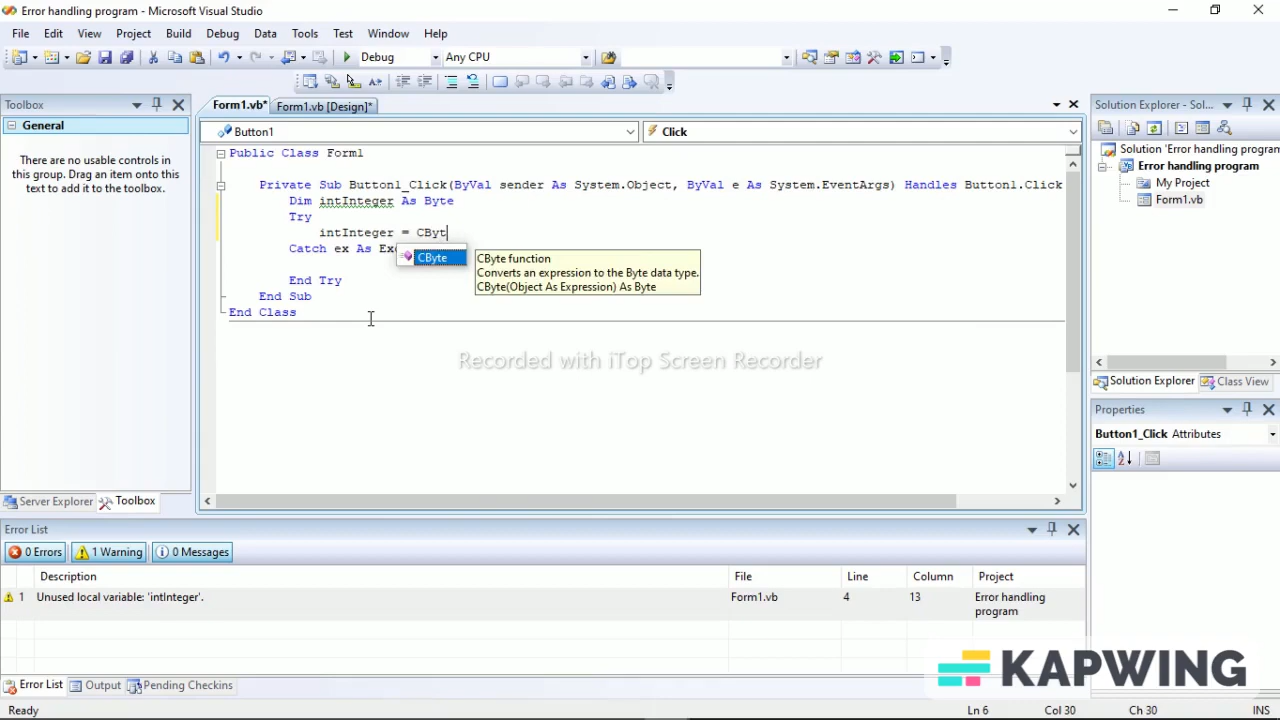 Error handling program - Microsoft Visual Studio
File Edit View Project Build Debug Data Tools Test Window Help
Debug Any CPU
Toolbox
General
There are no usable controls in
this group. Drag an item onto this
text to add it to the toolbox.
Server Explorer Toolbox
Form1.vb* Form1.vb [Design]*
Button1 Click
Public Class Form1
Private Sub Button1_Click(ByVal sender As System.Object, ByVal e As System.EventArgs) Handles Button1.Click
Dim intInteger As Byte
Try
intInteger = CByt
Catch ex As Exc
CByte
CByte function
Converts an expression to the Byte data type.
CByte(Object As Expression) As Byte
End Try
End Sub
End Class
Recorded with iTop Screen Recorder
Solution Explorer - Sol...
Solution 'Error handling program
Error handling program
My Project
Form1.vb
Solution Explorer Class View
Properties
Button1_Click Attributes
Error List
0 Errors 1 Warning 0 Messages
Description File Line Column Project
1 Unused local variable: 'intInteger'. Form1.vb 4 13 Error handling
program
Error List Output Pending Checkins
KAPWING
Ready Ln 6 Col 30 Ch 30 INS